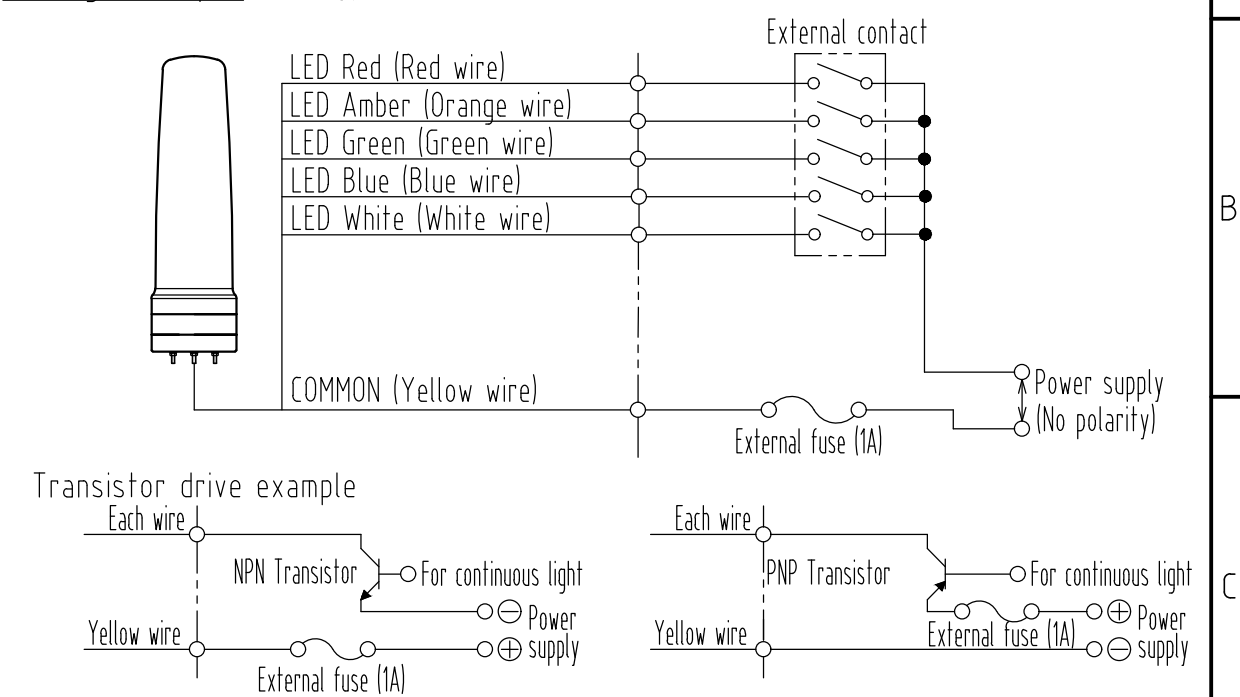 External contact
LED Red (Red wire)
LED Amber (Orange wire)
LED Green (Green wire)
LED Blue (Blue wire)
LED White (White wire)
B
COMMON (Yellow wire)
Power supply
(No polarity)
External fuse (1A)
Transistor drive example
Each wire
NPN Transistor
For continuous light
⊖ Power
Yellow wire
⊕ supply
External fuse (1A)
Each wire
PNP Transistor
For continuous light
C
⊕ Power
External fuse (1A)
Yellow wire
⊖ supply